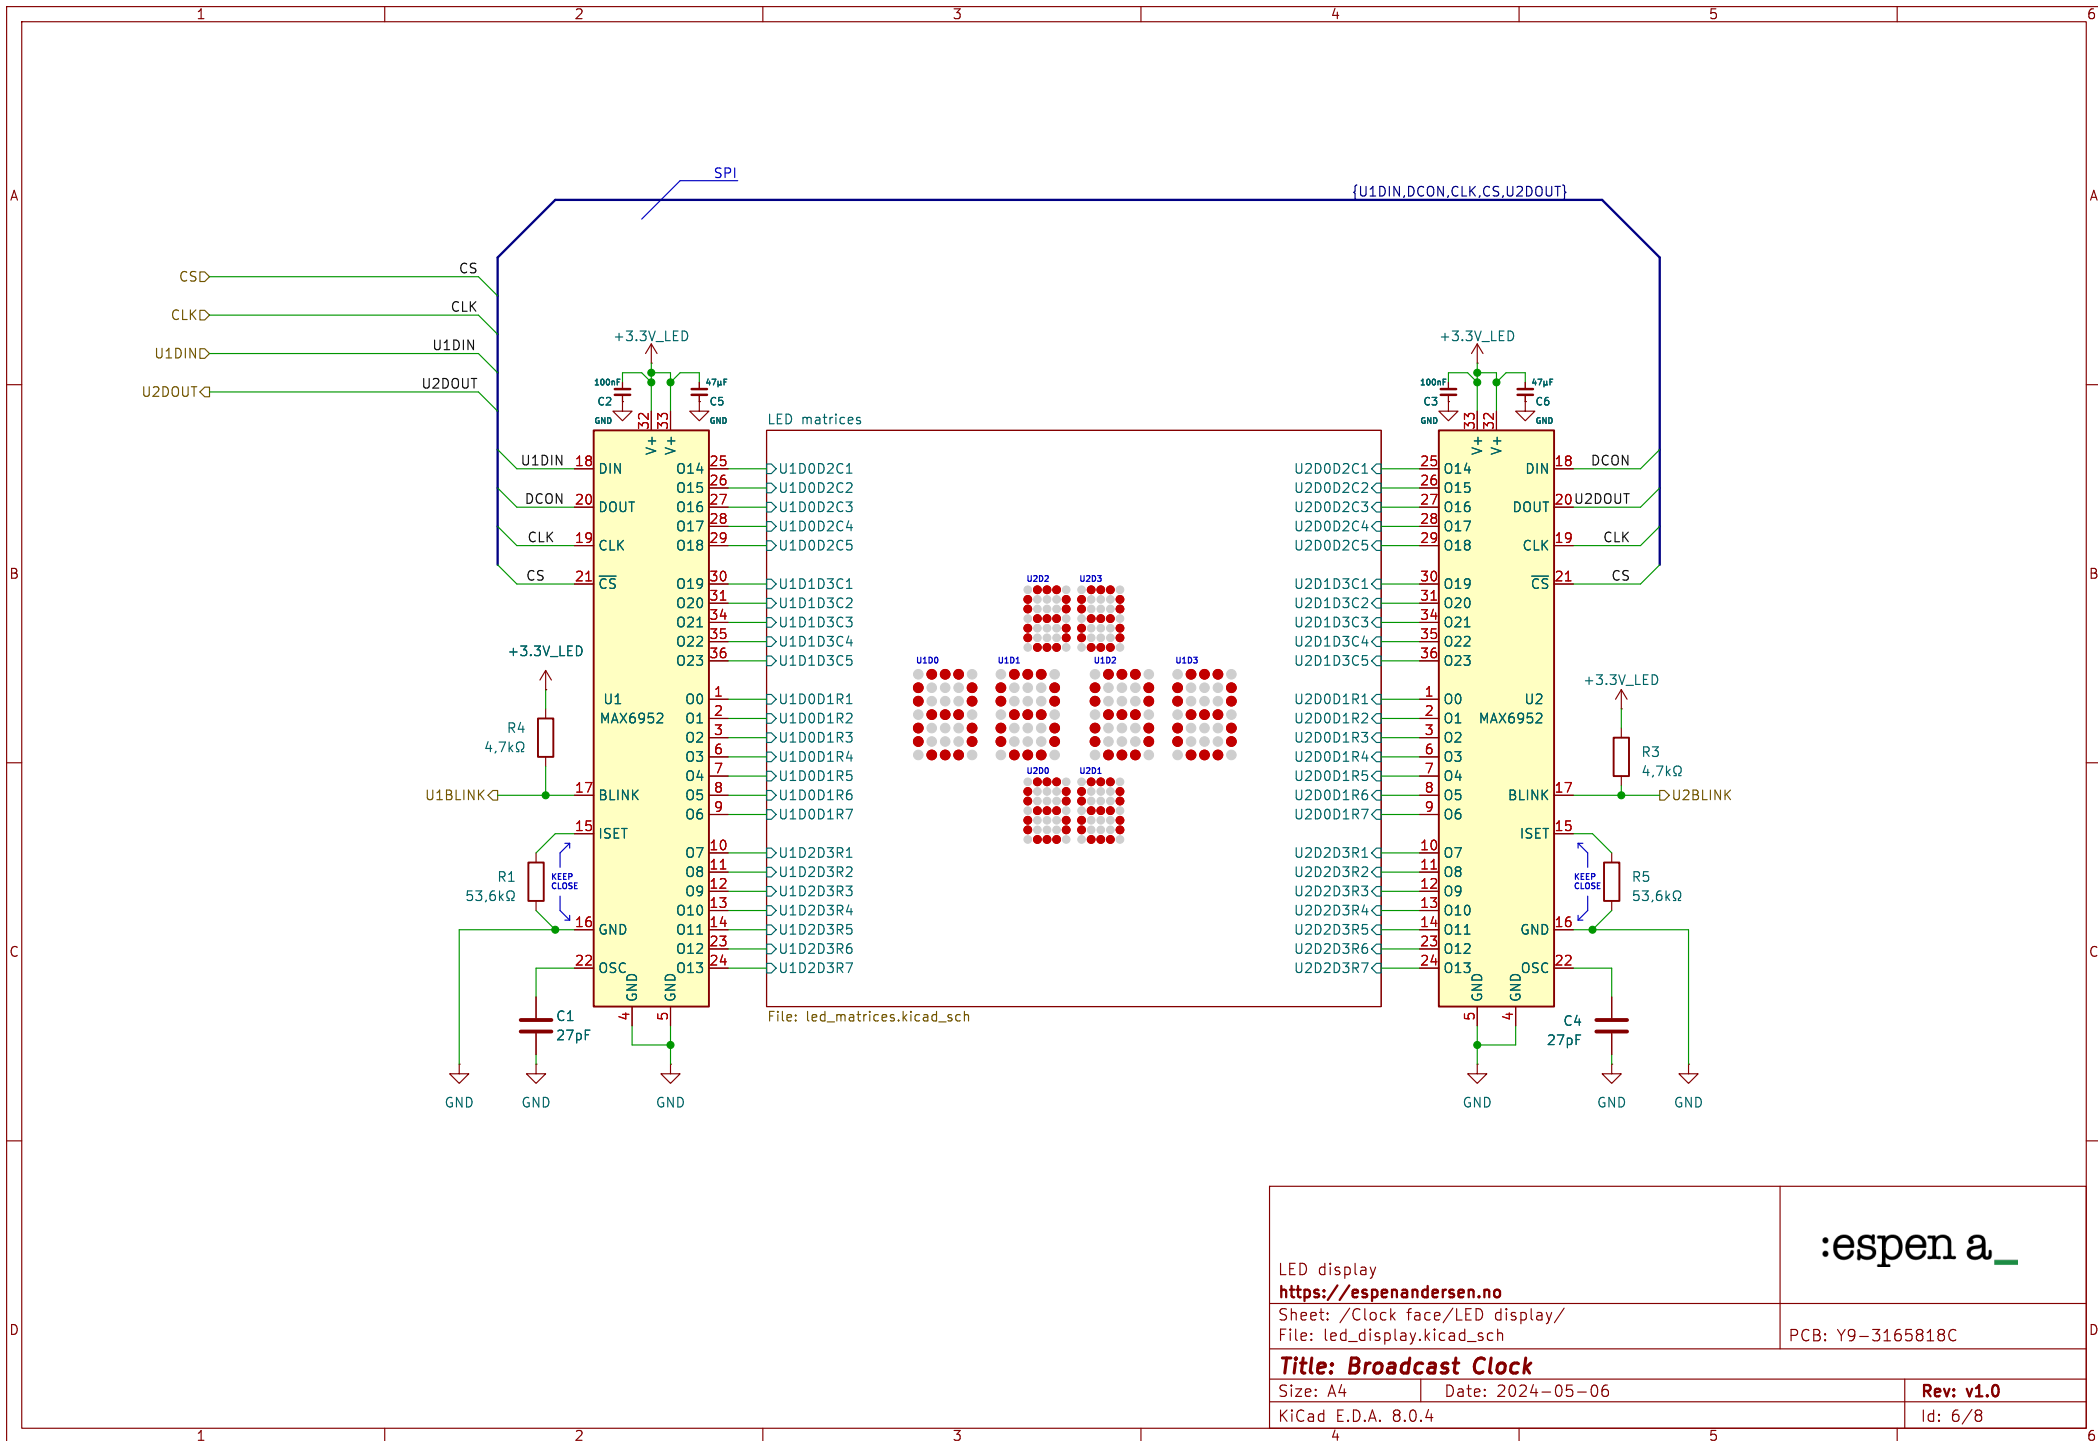 1 2 3 4 5 6
A A
B B
C C
D D
SPI
{U1DIN,DCON,CLK,CS,U2DOUT}
CS CS
CLK CLK
U1DIN U1DIN
U2DOUT U2DOUT
+3.3V_LED
100nF
C2
GND
47µF
C5
GND
32 33
V+ V+
U1DIN 18 DIN
DCON 20 DOUT
CLK 19 CLK
CS 21 CS
+3.3V_LED
R4
4,7kΩ
U1
MAX6952
U1BLINK 17 BLINK
15 ISET
R1
53,6kΩ
KEEP
CLOSE
16 GND
22 OSC
C1
27pF
GND GND
4 5
GND
GND
GND
O14 25 U1D0D2C1
O15 26 U1D0D2C2
O16 27 U1D0D2C3
O17 28 U1D0D2C4
O18 29 U1D0D2C5
O19 30 U1D1D3C1
O20 31 U1D1D3C2
O21 34 U1D1D3C3
O22 35 U1D1D3C4
O23 36 U1D1D3C5
O0 1 U1D0D1R1
O1 2 U1D0D1R2
O2 3 U1D0D1R3
O3 6 U1D0D1R4
O4 7 U1D0D1R5
O5 8 U1D0D1R6
O6 9 U1D0D1R7
O7 10 U1D2D3R1
O8 11 U1D2D3R2
O9 12 U1D2D3R3
O10 13 U1D2D3R4
O11 14 U1D2D3R5
O12 23 U1D2D3R6
O13 24 U1D2D3R7
LED matrices
U2D2 U2D3
U1D0 U1D1 U1D2 U1D3
U2D0 U2D1
File: led_matrices.kicad_sch
U2D0D2C1 25 O14
U2D0D2C2 26 O15
U2D0D2C3 27 O16
U2D0D2C4 28 O17
U2D0D2C5 29 O18
U2D1D3C1 30 O19
U2D1D3C2 31 O20
U2D1D3C3 34 O21
U2D1D3C4 35 O22
U2D1D3C5 36 O23
U2D0D1R1 1 O0
U2D0D1R2 2 O1
U2D0D1R3 3 O2
U2D0D1R4 6 O3
U2D0D1R5 7 O4
U2D0D1R6 8 O5
U2D0D1R7 9 O6
U2D2D3R1 10 O7
U2D2D3R2 11 O8
U2D2D3R3 12 O9
U2D2D3R4 13 O10
U2D2D3R5 14 O11
U2D2D3R6 23 O12
U2D2D3R7 24 O13
+3.3V_LED
100nF
C3
GND
47µF
C6
GND
33 32
V+ V+
DIN 18 DCON
DOUT 20 U2DOUT
CLK 19 CLK
CS 21 CS
+3.3V_LED
R3
4,7kΩ
U2
MAX6952
BLINK 17 U2BLINK
ISET 15
KEEP
CLOSE
R5
53,6kΩ
GND 16
OSC 22
C4
27pF
GND GND
5 4
GND
GND
GND
LED display
https://espenandersen.no
:espen a_
Sheet: /Clock face/LED display/
File: led_display.kicad_sch
PCB: Y9-3165818C
Title: Broadcast Clock
Size: A4
Date: 2024-05-06
Rev: v1.0
KiCad E.D.A. 8.0.4
Id: 6/8
1 2 3 4 5 6